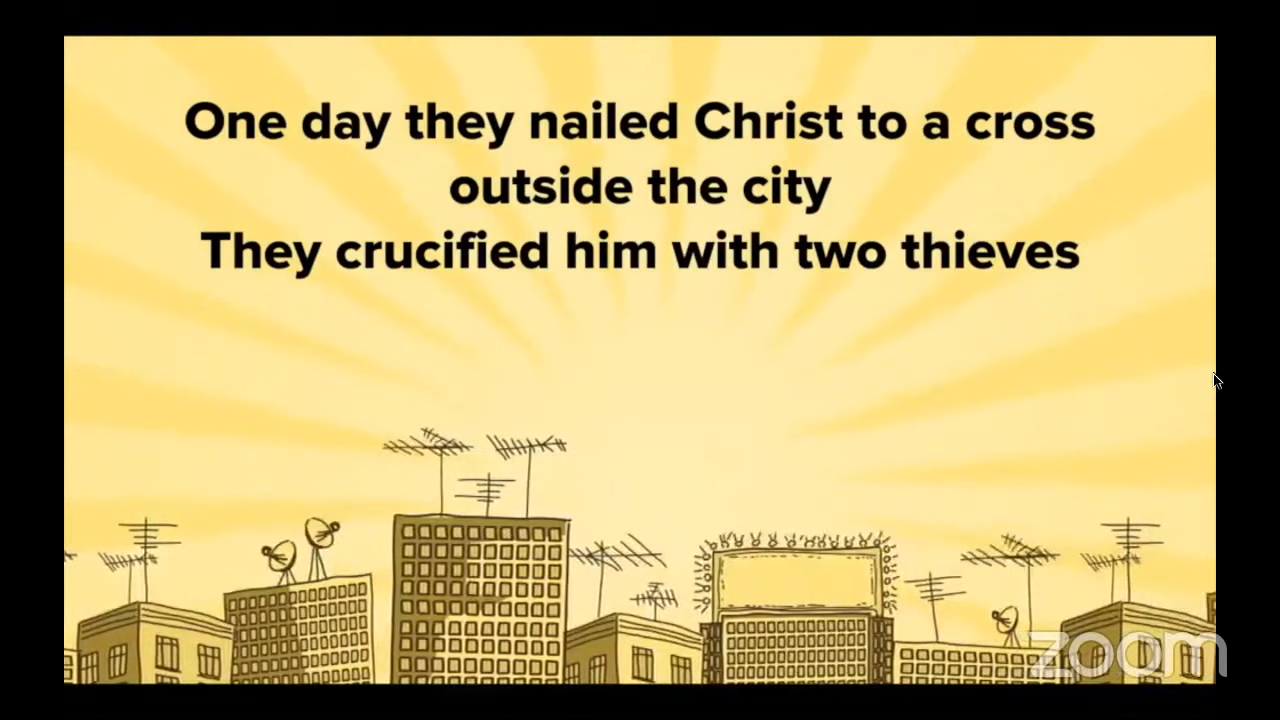 One day they nailed Christ to a cross
outside the city
They crucified him with two thieves
zoom